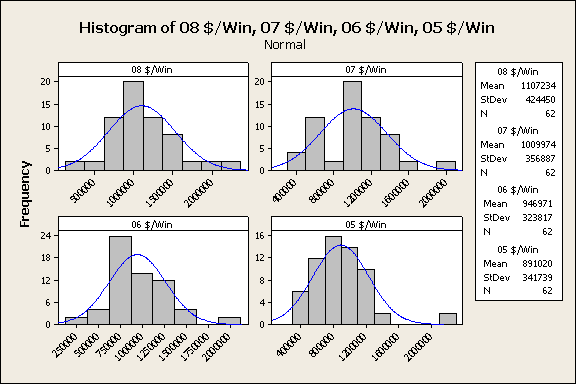 Histogram of 08 $/Win, 07 $/Win, 06 $/Win, 05 $/Win
Normal
Frequency
08 $/Win
20
15
10
5
0
500000 1000000 1500000 2000000
07 $/Win
20
15
10
5
0
400000 800000 1200000 1600000 2000000
06 $/Win
24
18
12
6
0
250000 500000 750000 1000000 1250000 1500000 1750000 2000000
05 $/Win
16
12
8
4
0
400000 800000 1200000 1600000 2000000
08 $/Win
Mean 1107234
StDev 424450
N 62
07 $/Win
Mean 1009974
StDev 356887
N 62
06 $/Win
Mean 946971
StDev 323817
N 62
05 $/Win
Mean 891020
StDev 341739
N 62